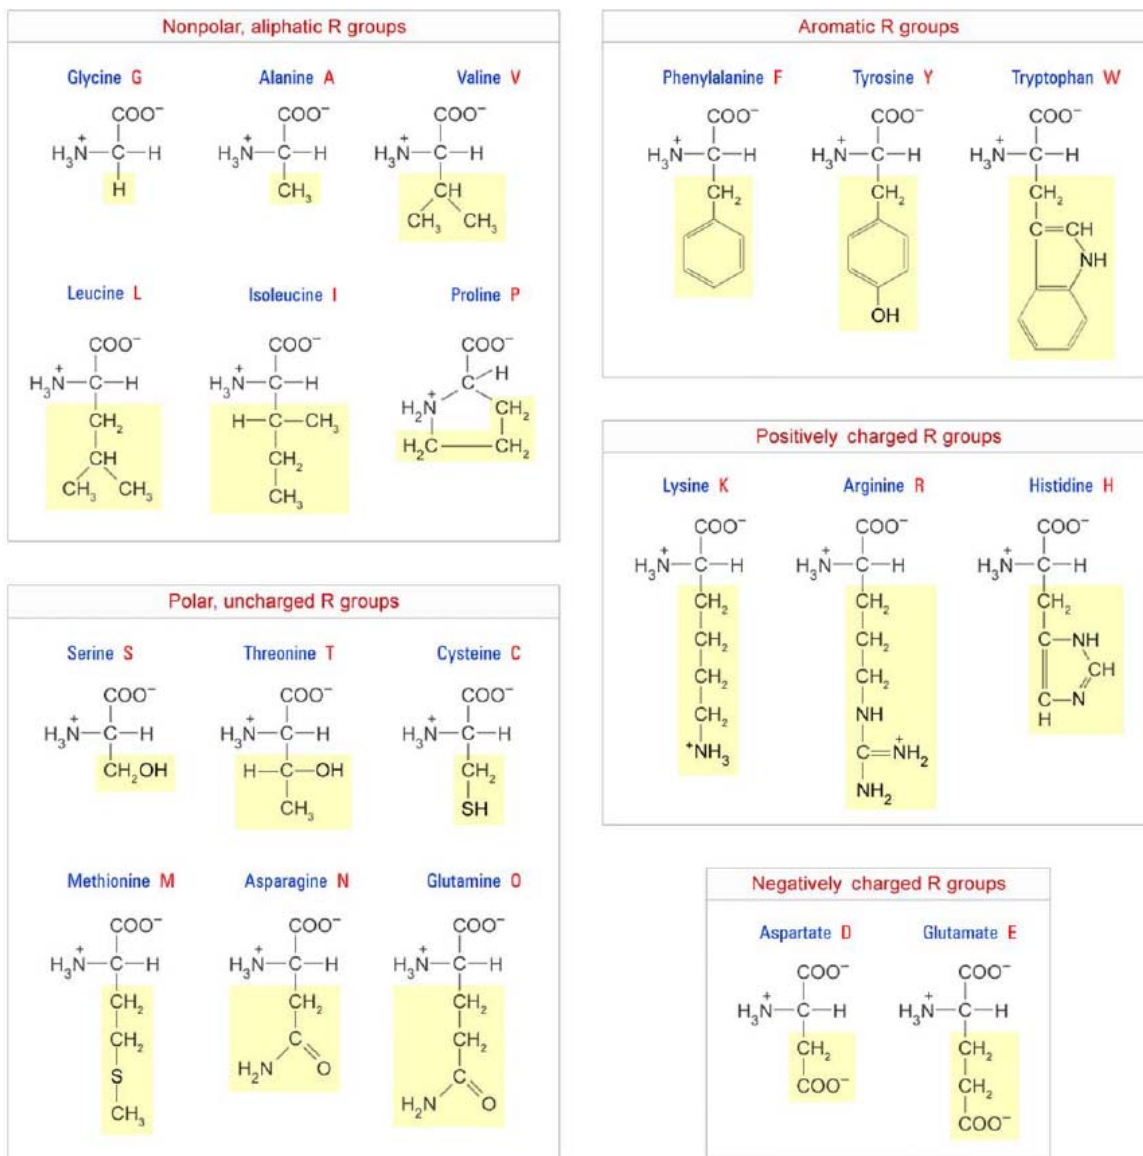 Nonpolar, aliphatic R groups
Glycine G
COO⁻
H₃N⁺—C—H
H
Alanine A
COO⁻
H₃N⁺—C—H
CH₃
Valine V
COO⁻
H₃N⁺—C—H
CH
CH₃ CH₃
Leucine L
COO⁻
H₃N⁺—C—H
CH₂
CH
CH₃ CH₃
Isoleucine I
COO⁻
H₃N⁺—C—H
H—C—CH₃
CH₂
CH₃
Proline P
COO⁻
C H
H₂N⁺ CH₂
H₂C CH₂
Polar, uncharged R groups
Serine S
COO⁻
H₃N⁺—C—H
CH₂OH
Threonine T
COO⁻
H₃N⁺—C—H
H—C—OH
CH₃
Cysteine C
COO⁻
H₃N⁺—C—H
CH₂
SH
Methionine M
COO⁻
H₃N⁺—C—H
CH₂
CH₂
S
CH₃
Asparagine N
COO⁻
H₃N⁺—C—H
CH₂
C
H₂N O
Glutamine O
COO⁻
H₃N⁺—C—H
CH₂
CH₂
C
H₂N O
Aromatic R groups
Phenylalanine F
COO⁻
H₃N⁺—C—H
CH₂
Tyrosine Y
COO⁻
H₃N⁺—C—H
CH₂
OH
Tryptophan W
COO⁻
H₃N⁺—C—H
CH₂
C=CH
NH
Positively charged R groups
Lysine K
COO⁻
H₃N⁺—C—H
CH₂
CH₂
CH₂
CH₂
⁺NH₃
Arginine R
COO⁻
H₃N⁺—C—H
CH₂
CH₂
CH₂
NH
C=N⁺H₂
NH₂
Histidine H
COO⁻
H₃N⁺—C—H
CH₂
C—NH
CH
C—N
H
Negatively charged R groups
Aspartate D
COO⁻
H₃N⁺—C—H
CH₂
COO⁻
Glutamate E
COO⁻
H₃N⁺—C—H
CH₂
CH₂
COO⁻